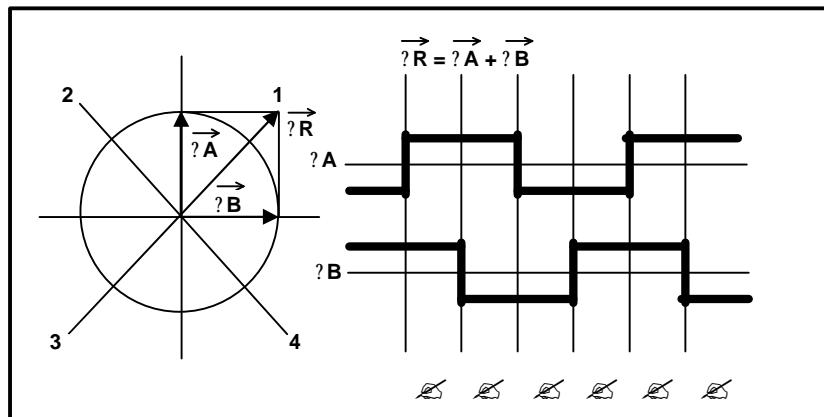 ?R = ?A + ?B
2
1
?R
?A
?B
3
4
?A
?B
✍ ✍ ✍ ✍ ✍ ✍